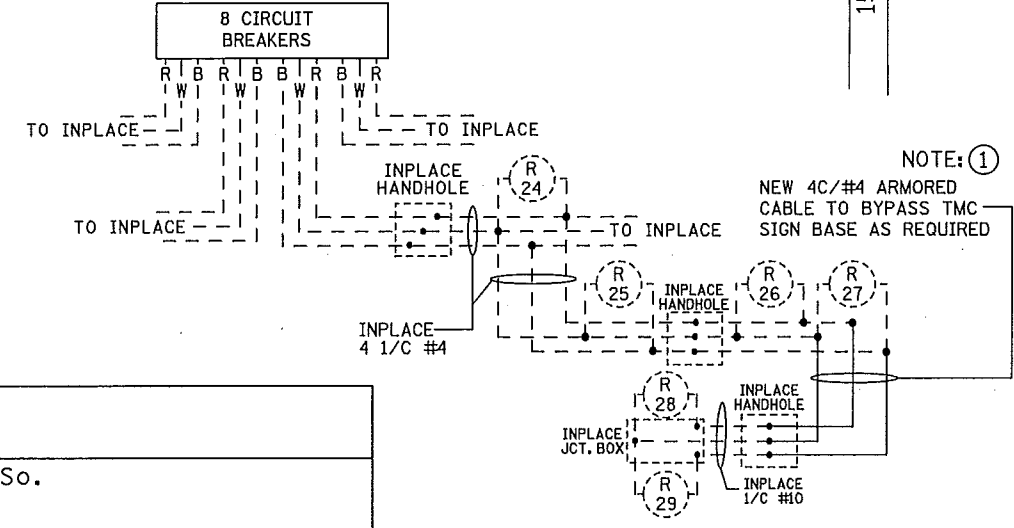 8 CIRCUIT
BREAKERS
R W B R W B B W R B W R
TO INPLACE
TO INPLACE
TO INPLACE
INPLACE
HANDHOLE
R
24
TO INPLACE
NOTE: 1
NEW 4C/#4 ARMORED
CABLE TO BYPASS TMC
SIGN BASE AS REQUIRED
INPLACE
4 1/C #4
R
25
INPLACE
HANDHOLE
R
26
R
27
R
28
INPLACE
JCT. BOX
R
29
INPLACE
HANDHOLE
INPLACE
1/C #10
So.
15